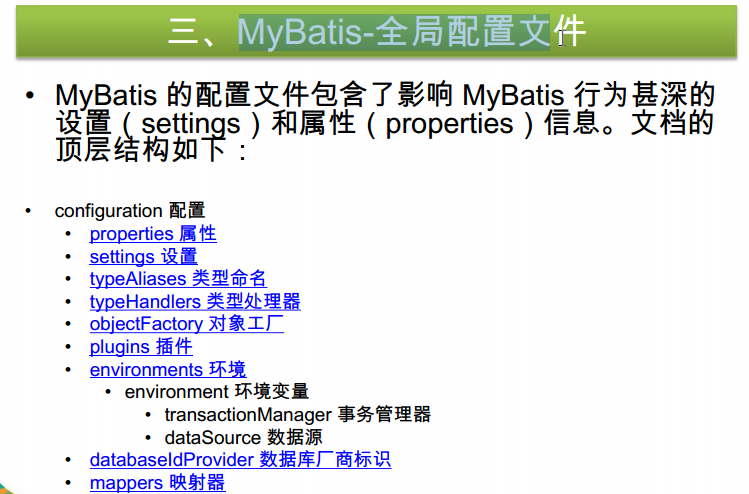 三、MyBatis-全局配置文件
• MyBatis 的配置文件包含了影响 MyBatis 行为甚深的
设置（settings）和属性（properties）信息。文档的
顶层结构如下：
• configuration 配置
• properties 属性
• settings 设置
• typeAliases 类型命名
• typeHandlers 类型处理器
• objectFactory 对象工厂
• plugins 插件
• environments 环境
• environment 环境变量
• transactionManager 事务管理器
• dataSource 数据源
• databaseIdProvider 数据库厂商标识
• mappers 映射器